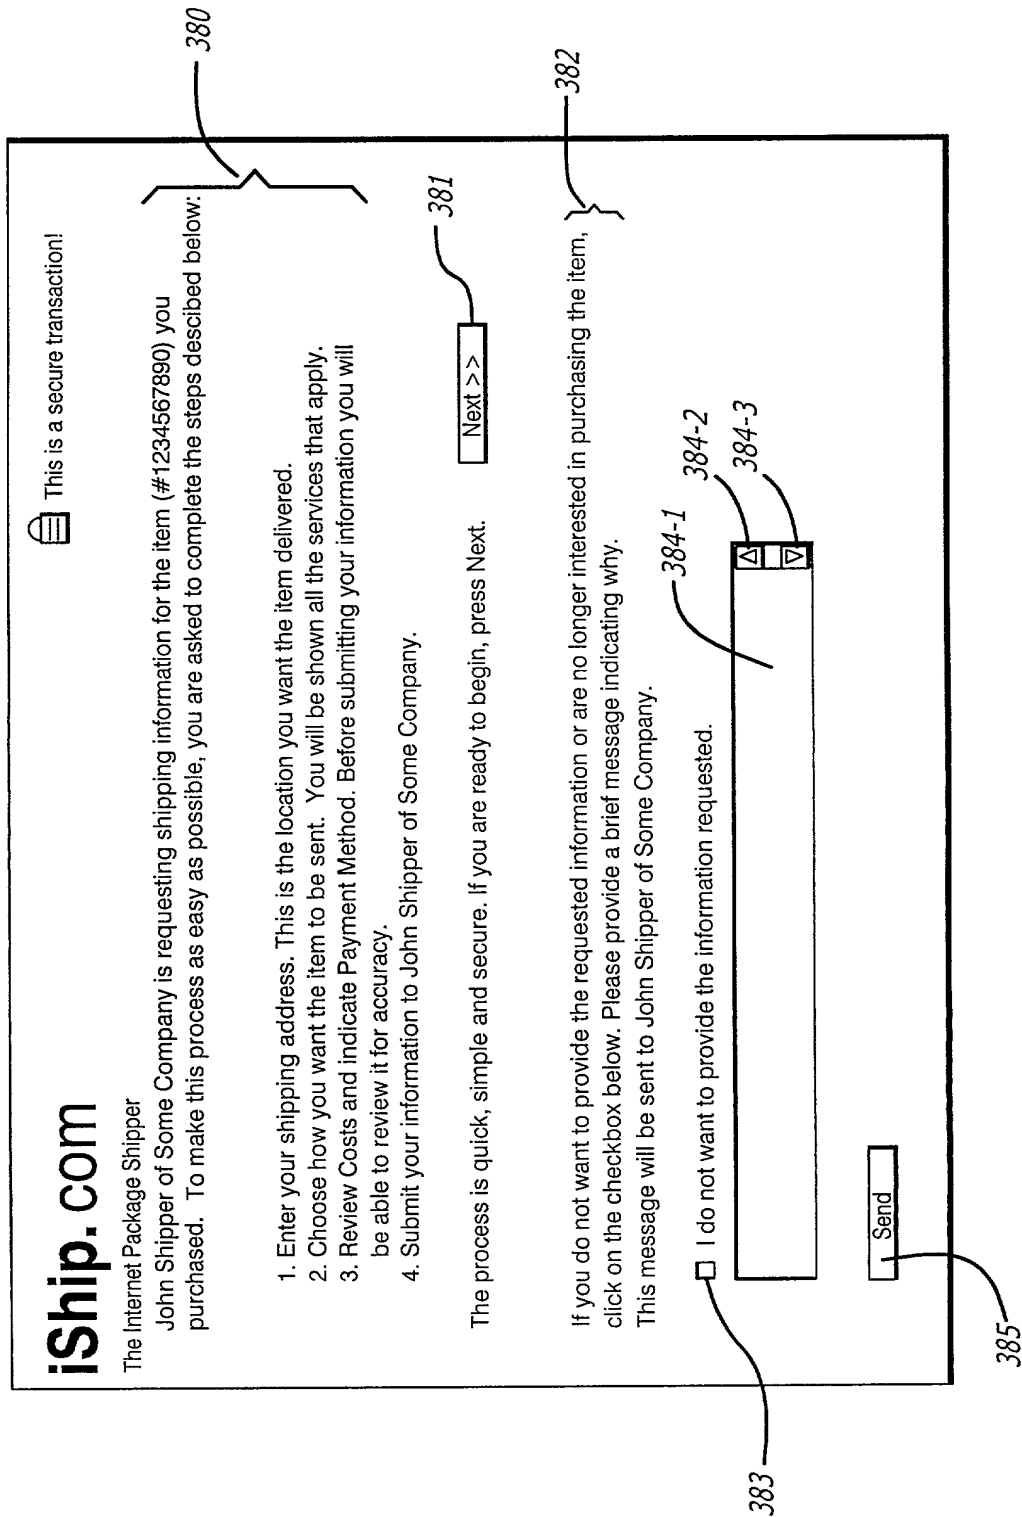 This is a secure transaction!
iShip.com
The Internet Package Shipper
John Shipper of Some Company is requesting shipping information for the item (#1234567890) you
purchased. To make this process as easy as possible, you are asked to complete the steps descibed below:
380
1. Enter your shipping address. This is the location you want the item delivered.
2. Choose how you want the item to be sent. You will be shown all the services that apply.
3. Review Costs and indicate Payment Method. Before submitting your information you will
be able to review it for accuracy.
4. Submit your information to John Shipper of Some Company.
381
The process is quick, simple and secure. If you are ready to begin, press Next.
Next >>
382
If you do not want to provide the requested information or are no longer interested in purchasing the item,
click on the checkbox below. Please provide a brief message indicating why.
This message will be sent to John Shipper of Some Company.
384-1
384-2
384-3
I do not want to provide the information requested.
383
Send
385